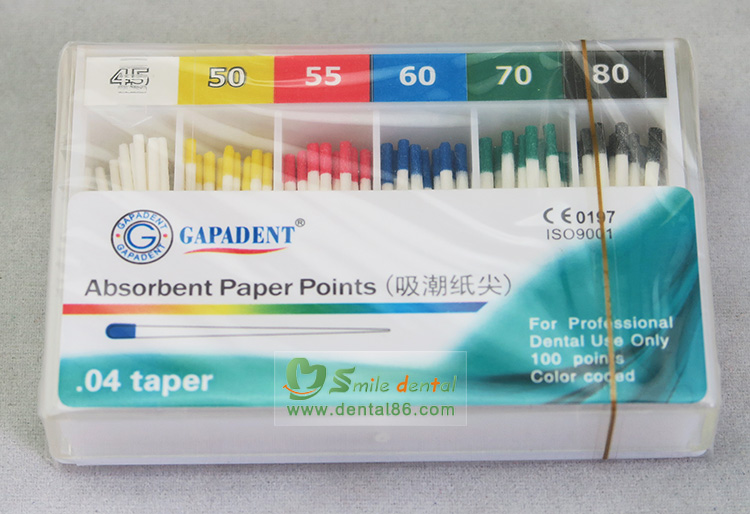 45 50 55 60 70 80
GAPADENT
G
GAPADENT
GAPADENT®
CE 0197
ISO9001
Absorbent Paper Points (吸潮纸尖)
For Professional
Dental Use Only
100 points
Color coded
.04 taper
Smile dental
www.dental86.com